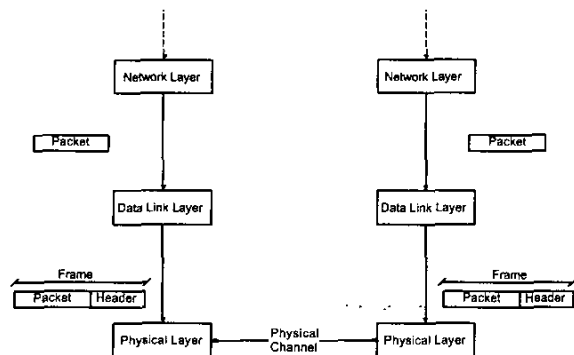 Network Layer
Network Layer
Packet
Packet
Data Link Layer
Data Link Layer
Frame
Frame
Packet
Header
Packet
Header
Physical Layer
Physical
Channel
Physical Layer